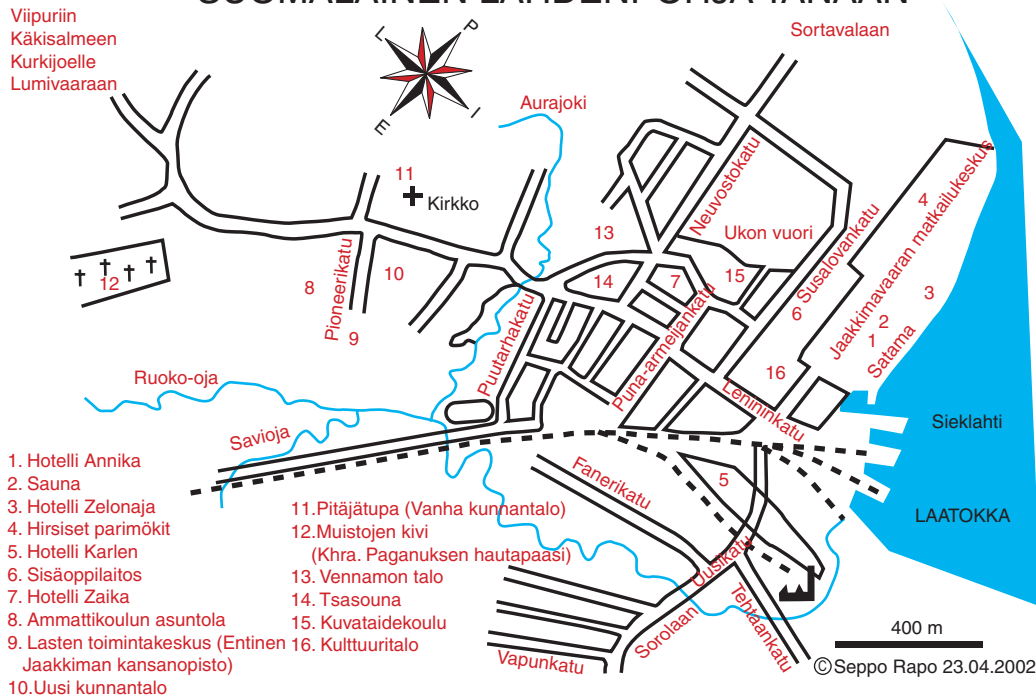 SUOMALAINEN LAHDENPOHJA TÄNÄÄN
Viipuriin
Käkisalmeen
Kurkijoelle
Lumivaaraan
L
P
E
I
Sortavalaan
Aurajoki
11
Kirkko
12
Pioneerikatu
8
9
10
13
14
7
15
Neuvostokatu
Ukon vuori
Susalovankatu
6
16
4
Jaakkimavaaran matkailukeskus
3
2
1
Satama
Puutarhakatu
Puna-armeijankatu
Lenininkatu
Ruoko-oja
Savioja
Sieklahti
LAATOKKA
Fanerikatu
5
Uusikatu
Tehtaankatu
Sorolaan
Vapunkatu
1. Hotelli Annika
2. Sauna
3. Hotelli Zelonaja
4. Hirsiset parimökit
5. Hotelli Karlen
6. Sisäoppilaitos
7. Hotelli Zaika
8. Ammattikoulun asuntola
9. Lasten toimintakeskus (Entinen
Jaakkiman kansanopisto)
10.Uusi kunnantalo
11.Pitäjätupa (Vanha kunnantalo)
12.Muistojen kivi
(Khra. Paganuksen hautapaasi)
13. Vennamon talo
14. Tsasouna
15. Kuvataidekoulu
16. Kulttuuritalo
400 m
©Seppo Rapo 23.04.2002